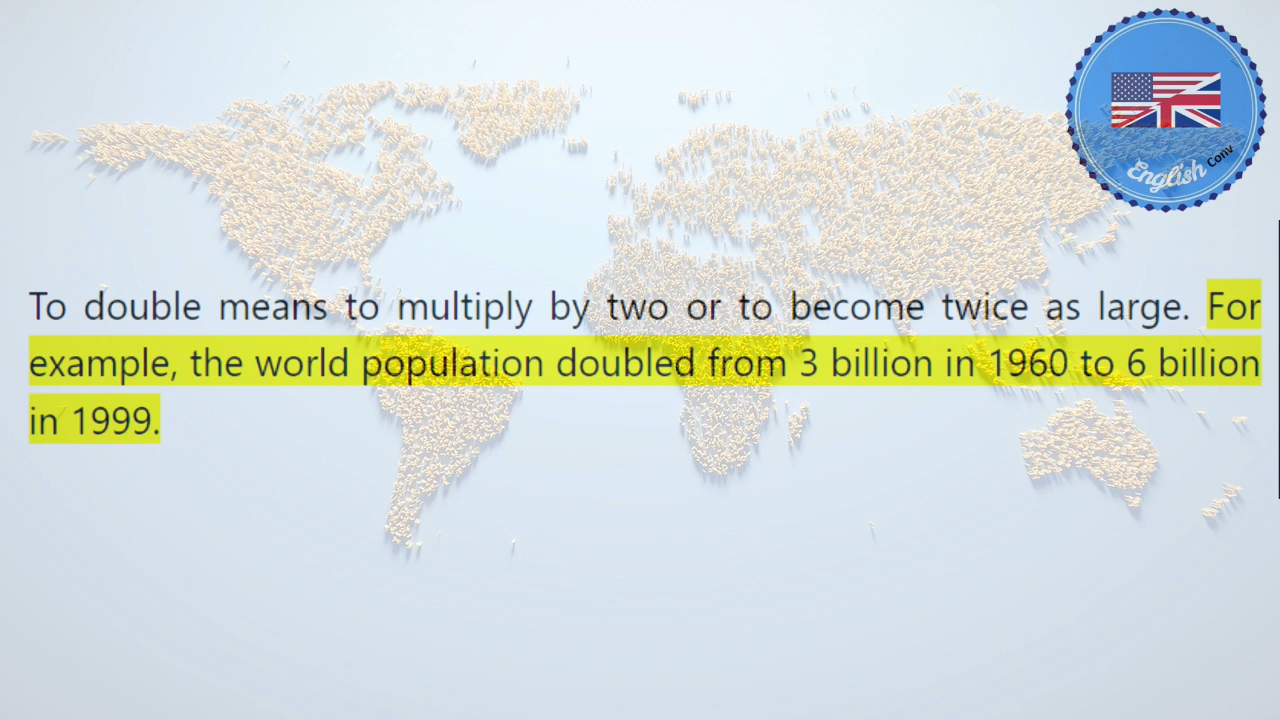 English Conv
To double means to multiply by two or to become twice as large. For
example, the world population doubled from 3 billion in 1960 to 6 billion
in 1999.